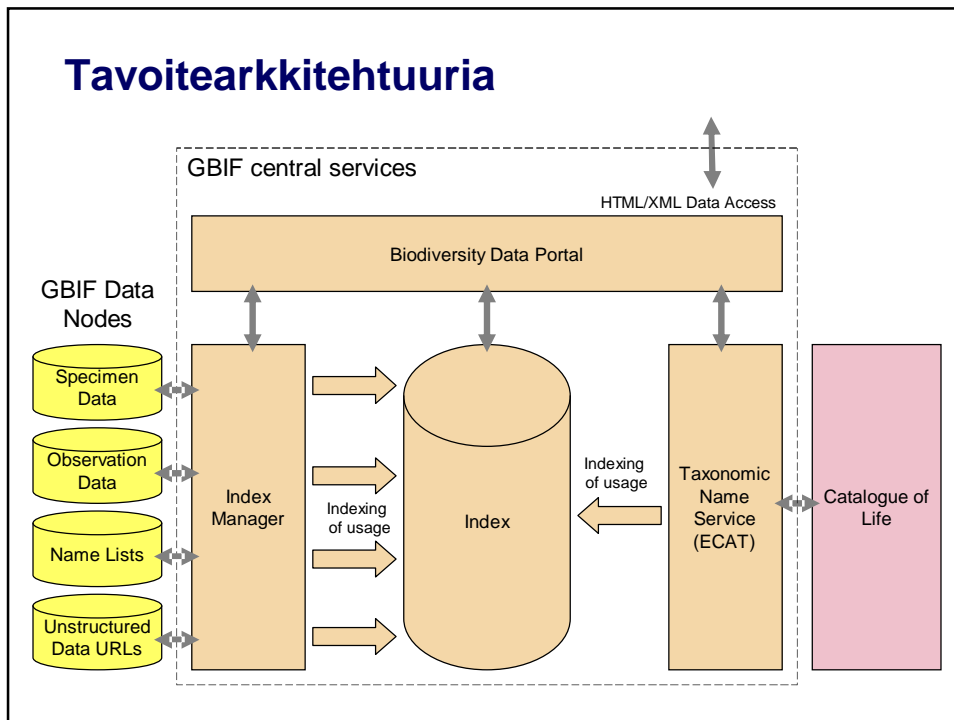 Tavoitearkkitehtuuria
GBIF central services
HTML/XML Data Access
Biodiversity Data Portal
GBIF Data
Nodes
Specimen
Data
Observation
Data
Name Lists
Unstructured
Data URLs
Index
Manager
Indexing
of usage
Index
Indexing
of usage
Taxonomic
Name
Service
(ECAT)
Catalogue of
Life